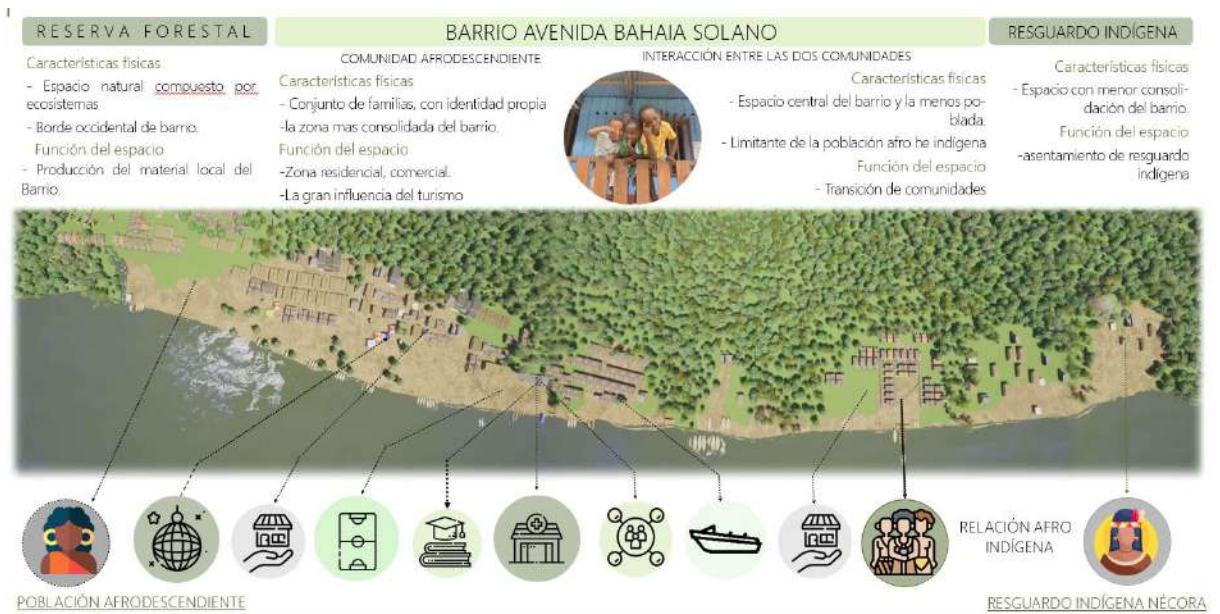 RESERVA FORESTAL
Características físicas
- Espacio natural compuesto por
ecosistemas
- Borde occidental de barrio.
Función del espacio
- Producción del material local del
Barrio.
BARRIO AVENIDA BAHAIA SOLANO
COMUNIDAD AFRODESCENDIENTE
Características físicas
- Conjunto de familias, con identidad propia
-la zona mas consolidada del barrio.
Función del espacio
-Zona residencial, comercial.
-La gran influencia del turismo
INTERACCIÓN ENTRE LAS DOS COMUNIDADES
Características físicas
- Espacio central del barrio y la menos po-
blada.
- Limitante de la población afro he indígena
Función del espacio
- Transición de comunidades
RESGUARDO INDÍGENA
Características físicas
- Espacio con menor consoli-
dación del barrio.
Función del espacio
-asentamiento de resguardo
indígena
RELACIÓN AFRO
INDÍGENA
POBLACIÓN AFRODESCENDIENTE
RESGUARDO INDÍGENA NÉCORA